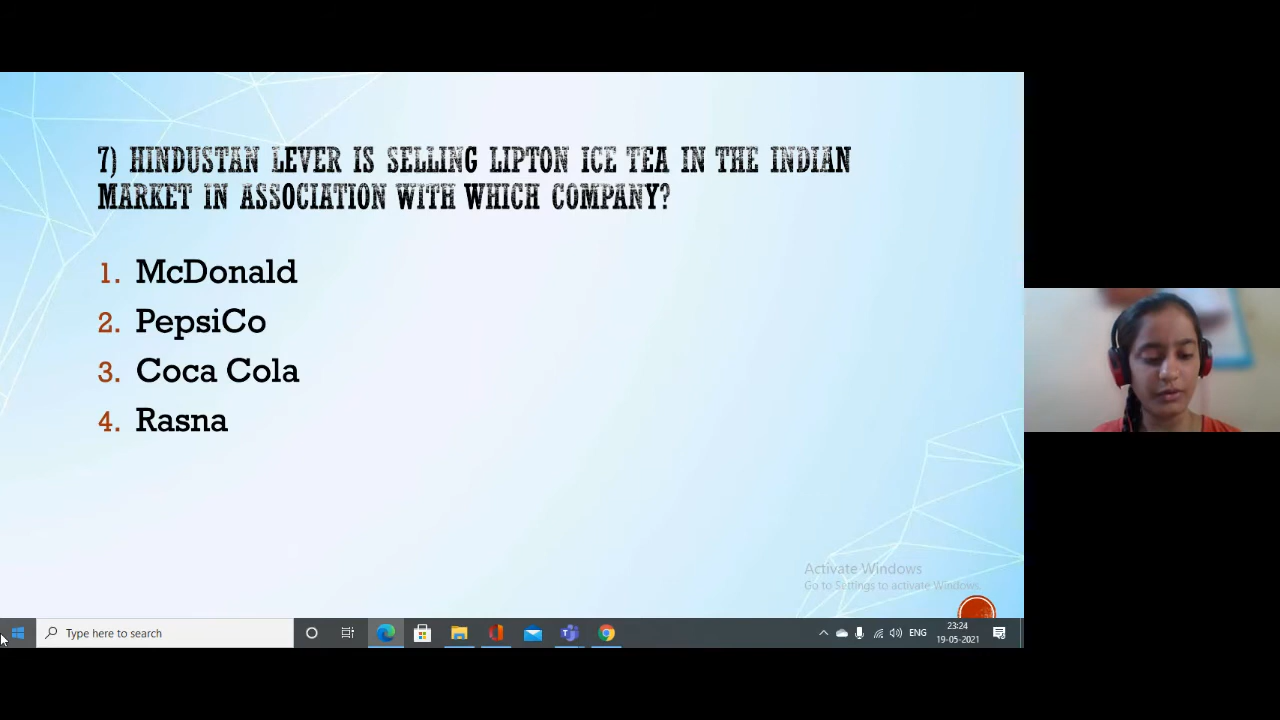 7) HINDUSTAN LEVER IS SELLING LIPTON ICE TEA IN THE INDIAN
MARKET IN ASSOCIATION WITH WHICH COMPANY?
1. McDonald
2. PepsiCo
3. Coca Cola
4. Rasna
Activate Windows
Go to Settings to activate Windows.
Type here to search
ENG
23:24
19-05-2021